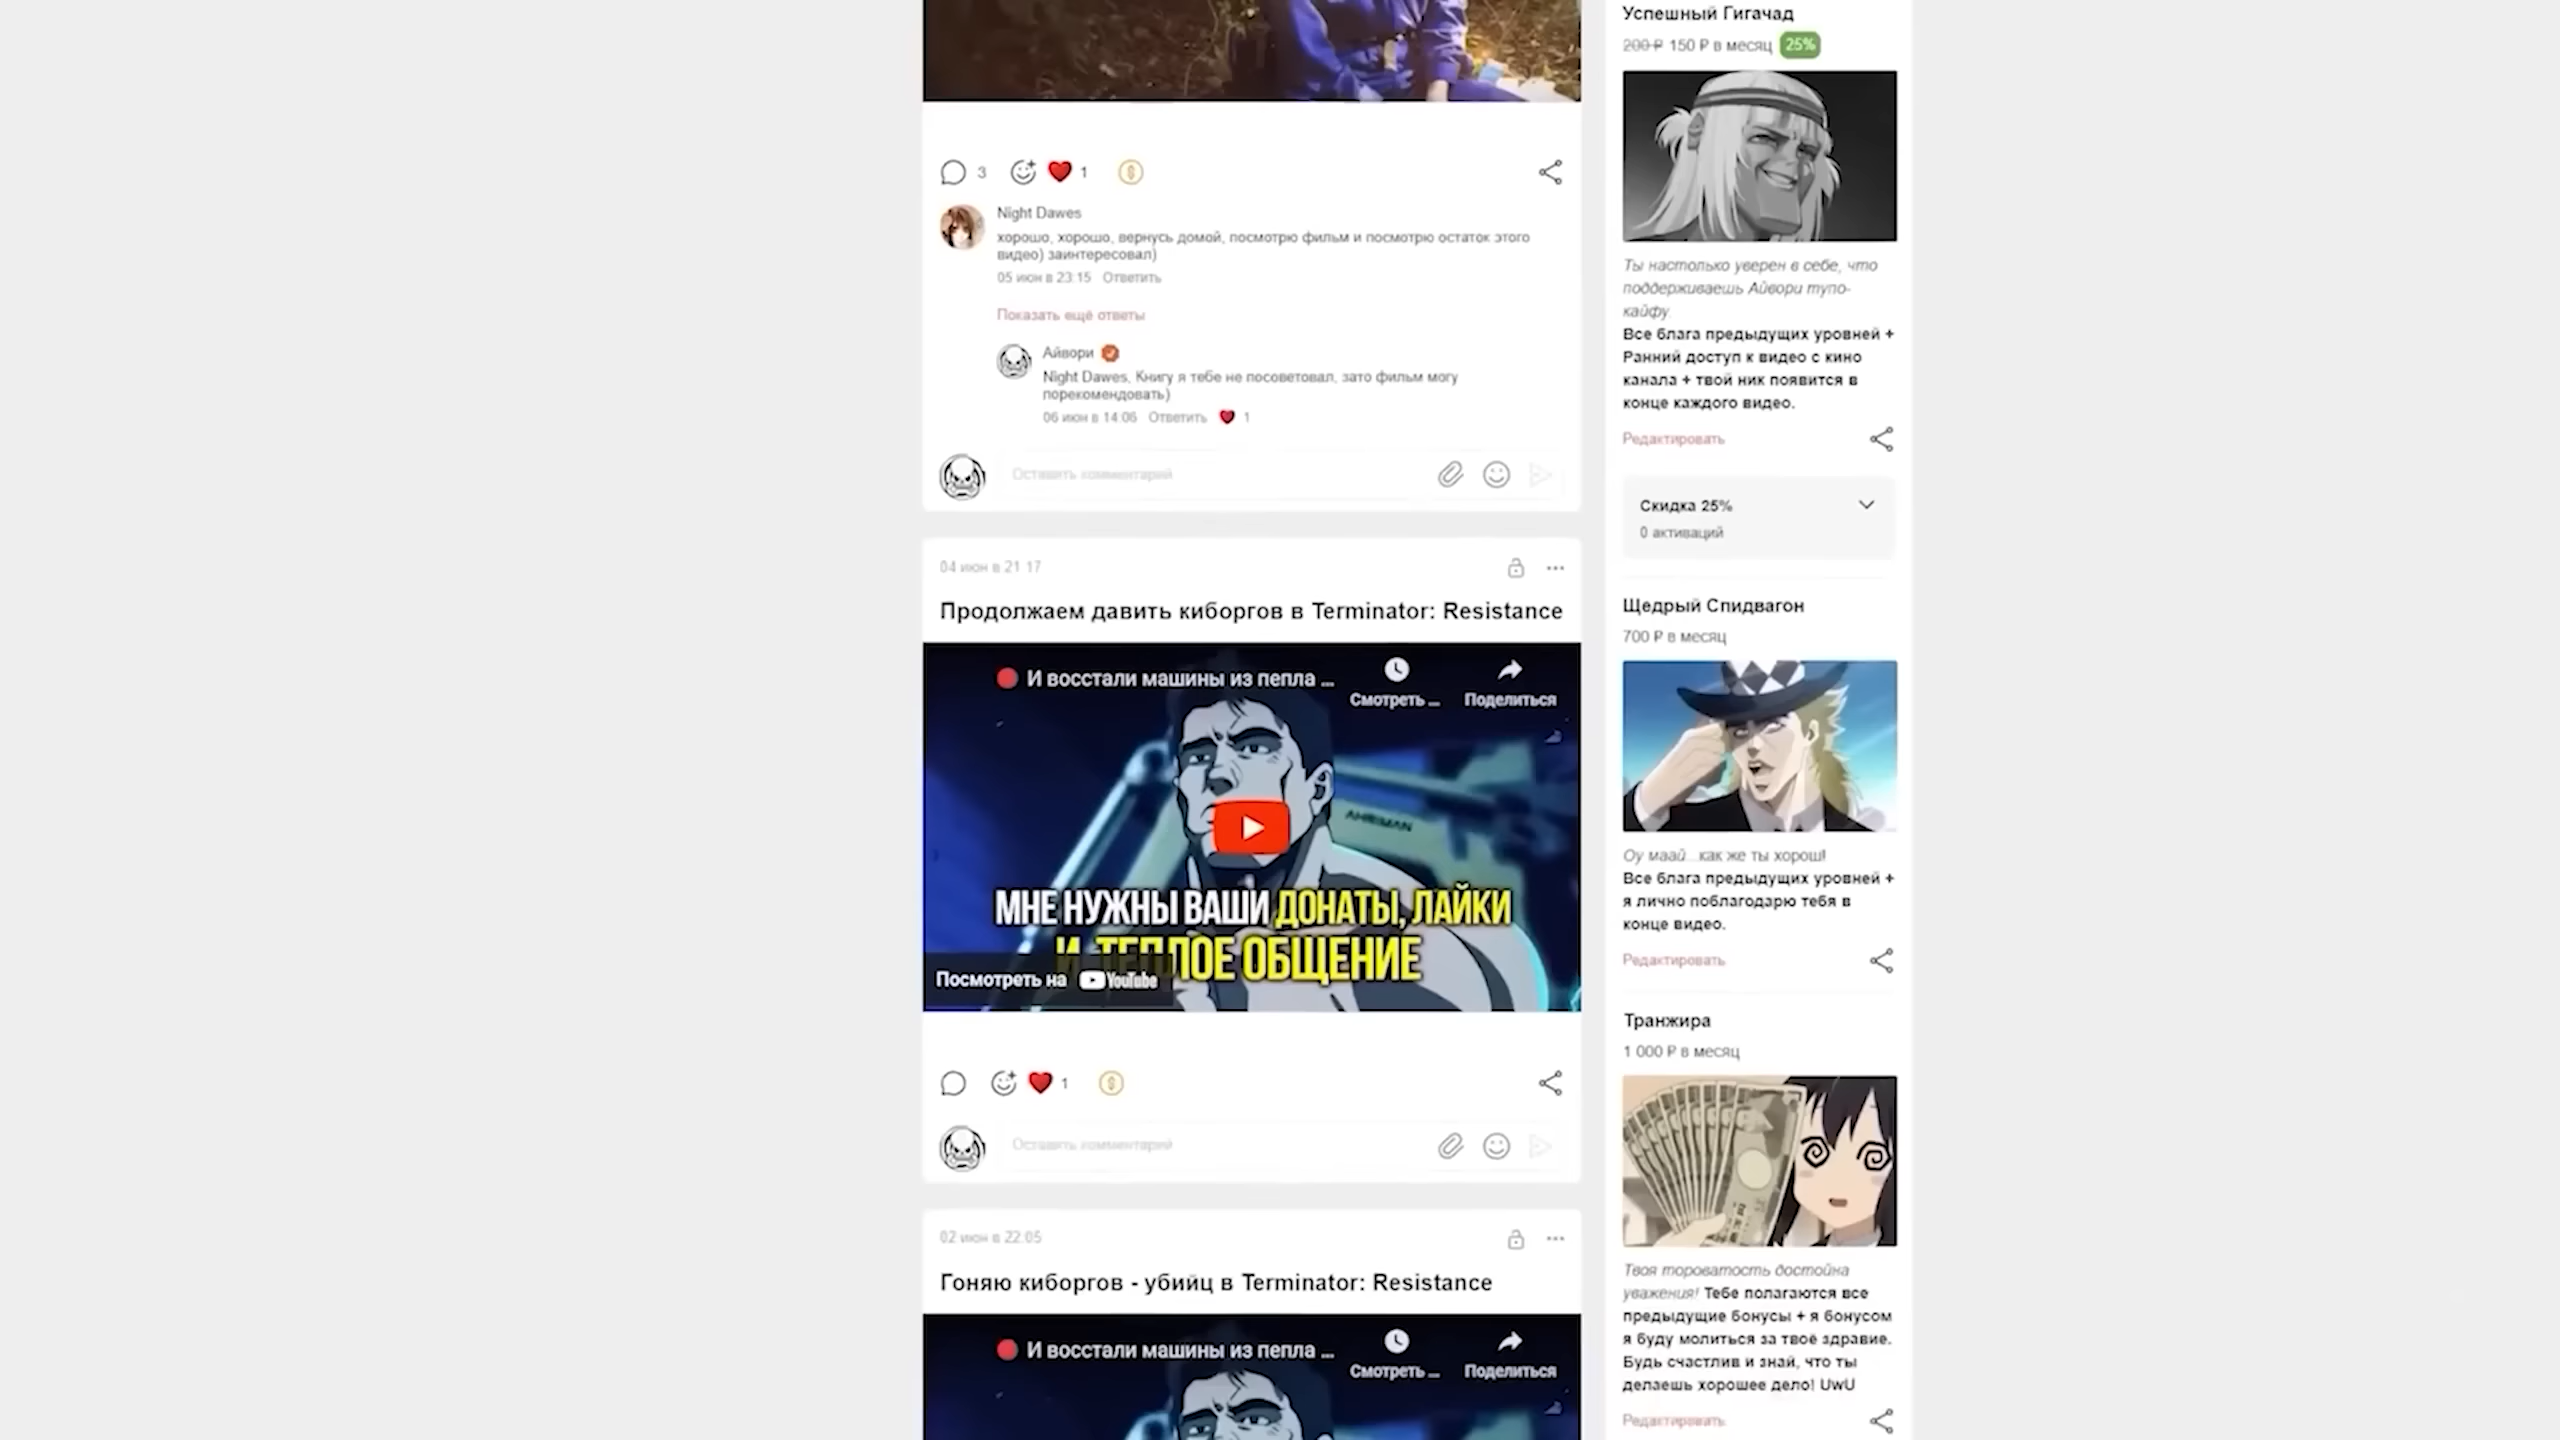 3
1
Night Dawes
хорошо, хорошо, вернусь домой, посмотрю фильм и посмотрю остаток этого
видео) заинтересовал)
05 июн в 23:15 Ответить
Показать ещё ответы
Айвори
Night Dawes, Книгу я тебе не посоветовал, зато фильм могу
порекомендовать)
06 июн в 14:06 Ответить 1
Оставить комментарий
04 июн в 21:17
Продолжаем давить киборгов в Terminator: Resistance
И восстали машины из пепла ...
Смотреть ...
Поделиться
AHRIMAN
МНЕ НУЖНЫ ВАШИ ДОНАТЫ, ЛАЙКИ
И ТЕПЛОЕ ОБЩЕНИЕ
Посмотреть на YouTube
1
Оставить комментарий
02 июн в 22:05
Гоняю киборгов - убийц в Terminator: Resistance
И восстали машины из пепла ...
Смотреть ...
Поделиться
Успешный Гигачад
200 ₽ 150 ₽ в месяц 25%
Ты настолько уверен в себе, что
поддерживаешь Айвори тупо-
кайфу.
Все блага предыдущих уровней +
Ранний доступ к видео с кино
канала + твой ник появится в
конце каждого видео.
Редактировать
Скидка 25%
0 активаций
Щедрый Спидвагон
700 ₽ в месяц
Оу маай...как же ты хорош!
Все блага предыдущих уровней +
я лично поблагодарю тебя в
конце видео.
Редактировать
Транжира
1 000 ₽ в месяц
Твоя тороватость достойна
уважения! Тебе полагаются все
предыдущие бонусы + я бонусом
я буду молиться за твоё здравие.
Будь счастлив и знай, что ты
делаешь хорошее дело! UwU
Редактировать